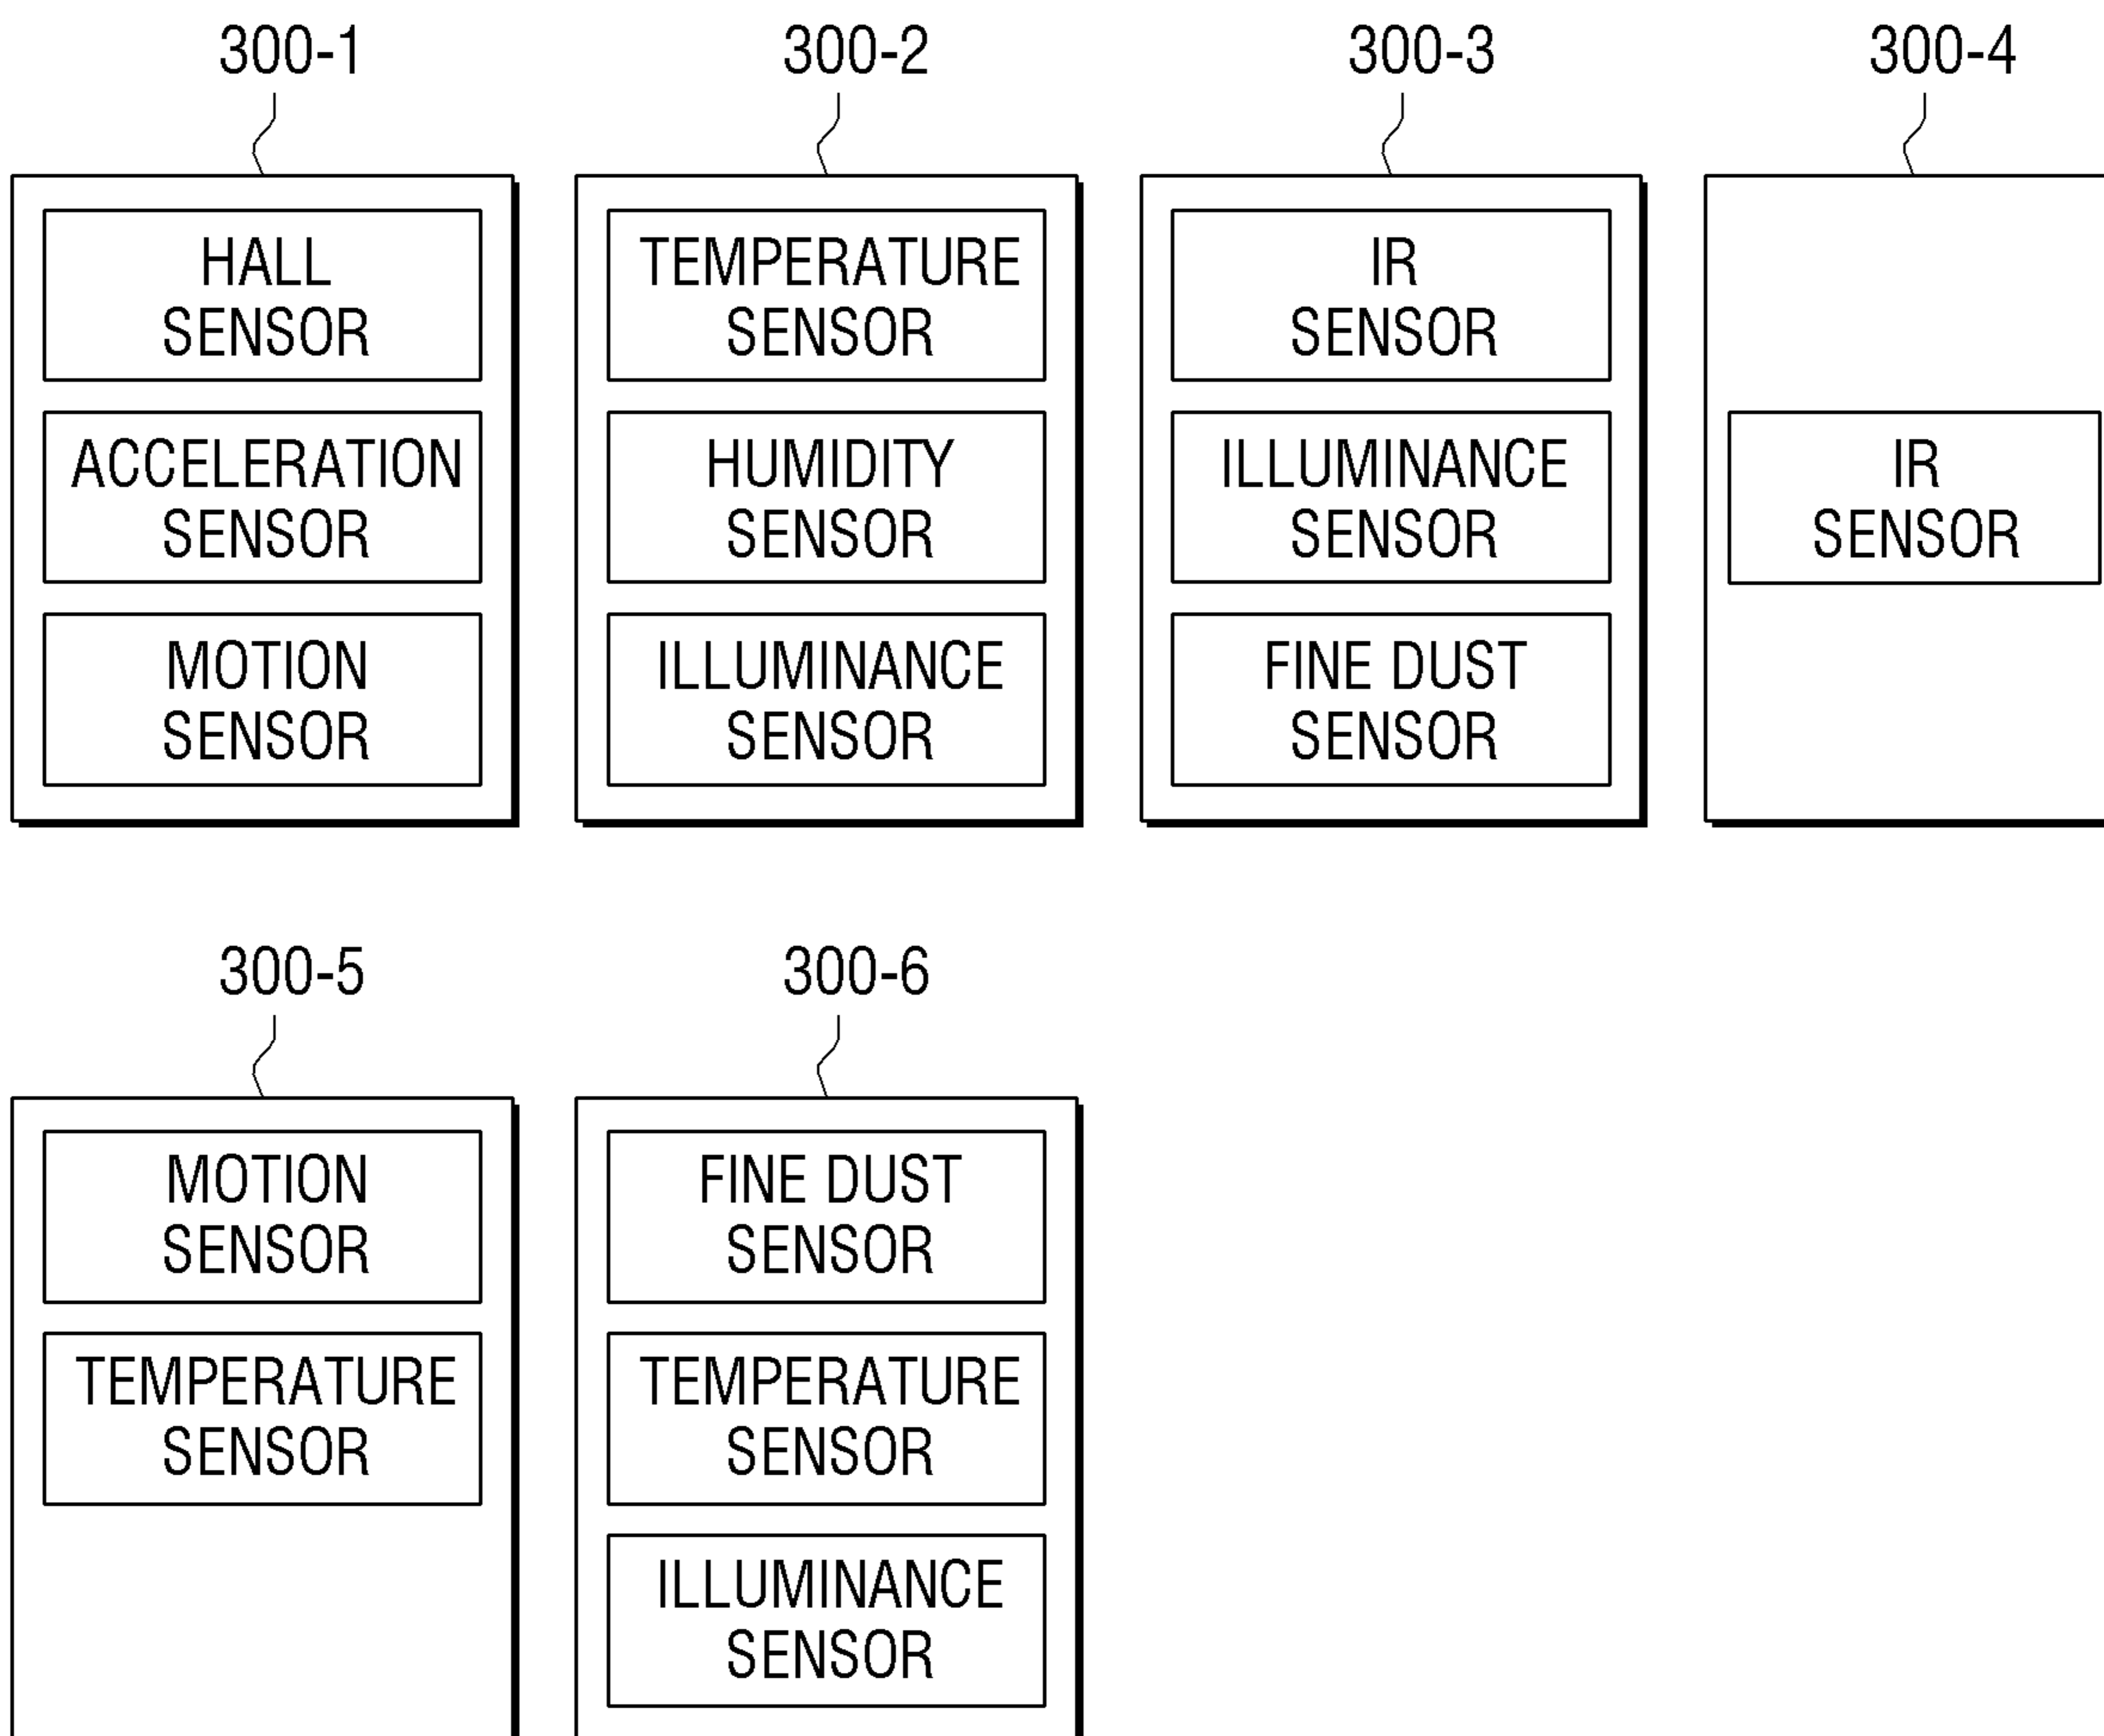 300-1
300-2
300-3
300-4
HALL
SENSOR
ACCELERATION
SENSOR
MOTION
SENSOR
TEMPERATURE
SENSOR
HUMIDITY
SENSOR
ILLUMINANCE
SENSOR
IR
SENSOR
ILLUMINANCE
SENSOR
FINE DUST
SENSOR
IR
SENSOR
300-5
300-6
MOTION
SENSOR
TEMPERATURE
SENSOR
FINE DUST
SENSOR
TEMPERATURE
SENSOR
ILLUMINANCE
SENSOR